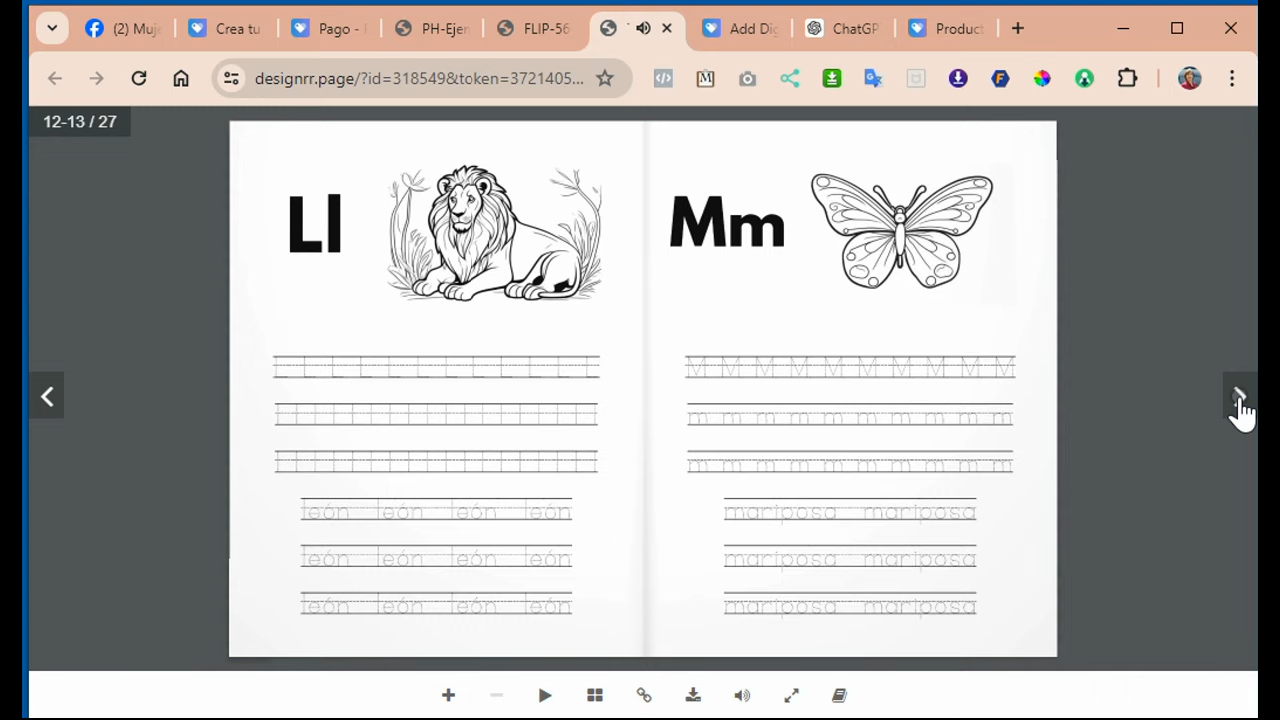 (2) Muje
Crea tu
Pago -
PH-Ejen
FLIP-56
Add Dig
ChatGP
Product
designrr.page/?id=318549&token=3721405...
12-13 / 27
Ll
Mm
L L L L L L L L L L L L
M M M M M M M M M M
l l l l l l l l l l l l l l l l l
m m m m m m m m m m
l l l l l l l l l l l l l l l l l
m m m m m m m m m m
león león león león
mariposa mariposa
león león león león
mariposa mariposa
león león león león
mariposa mariposa